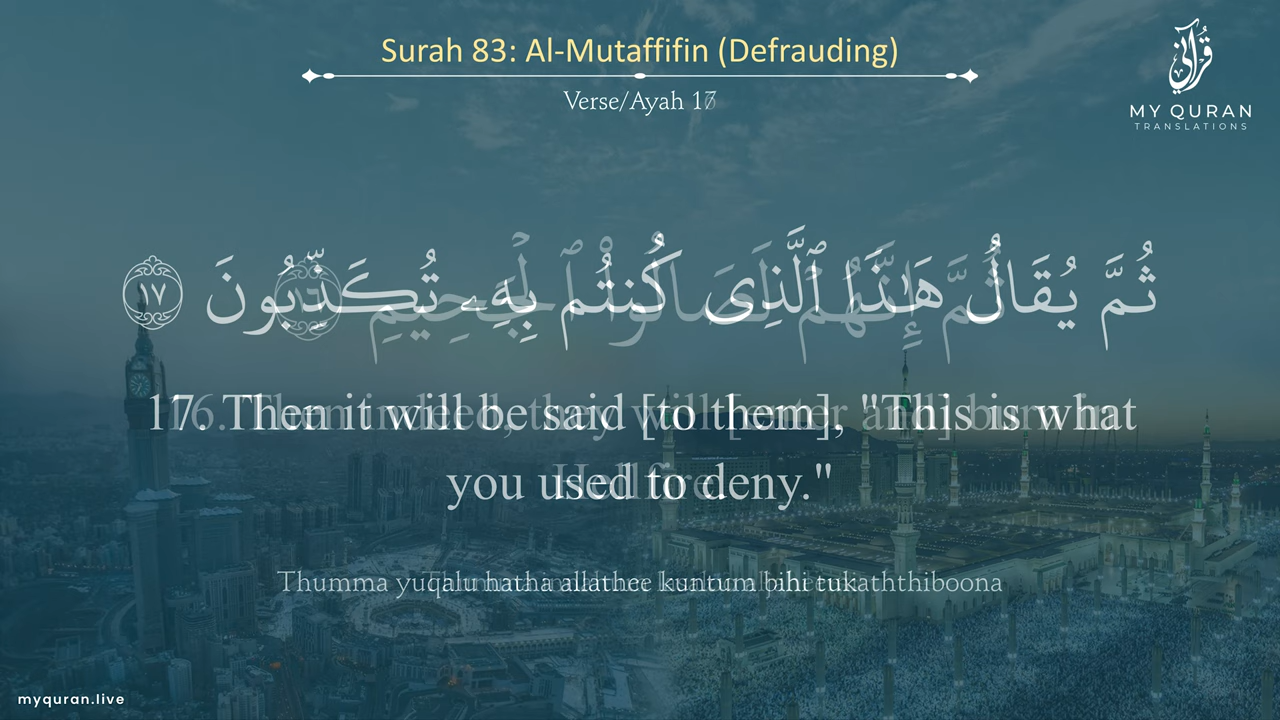 Surah 83: Al-Mutaffifin (Defrauding)
Verse/Ayah 17
قرآني
MY QURAN
TRANSLATIONS
ثُمَّ يُقَالُ هَـٰذَا ٱلَّذِى كُنتُم بِهِۦ تُكَذِّبُونَ ١٧
17. Then it will be said [to them], "This is what
you used to deny."
Thumma yuqalu hatha allathee kuntum bihi tukaththiboona
myquran.live